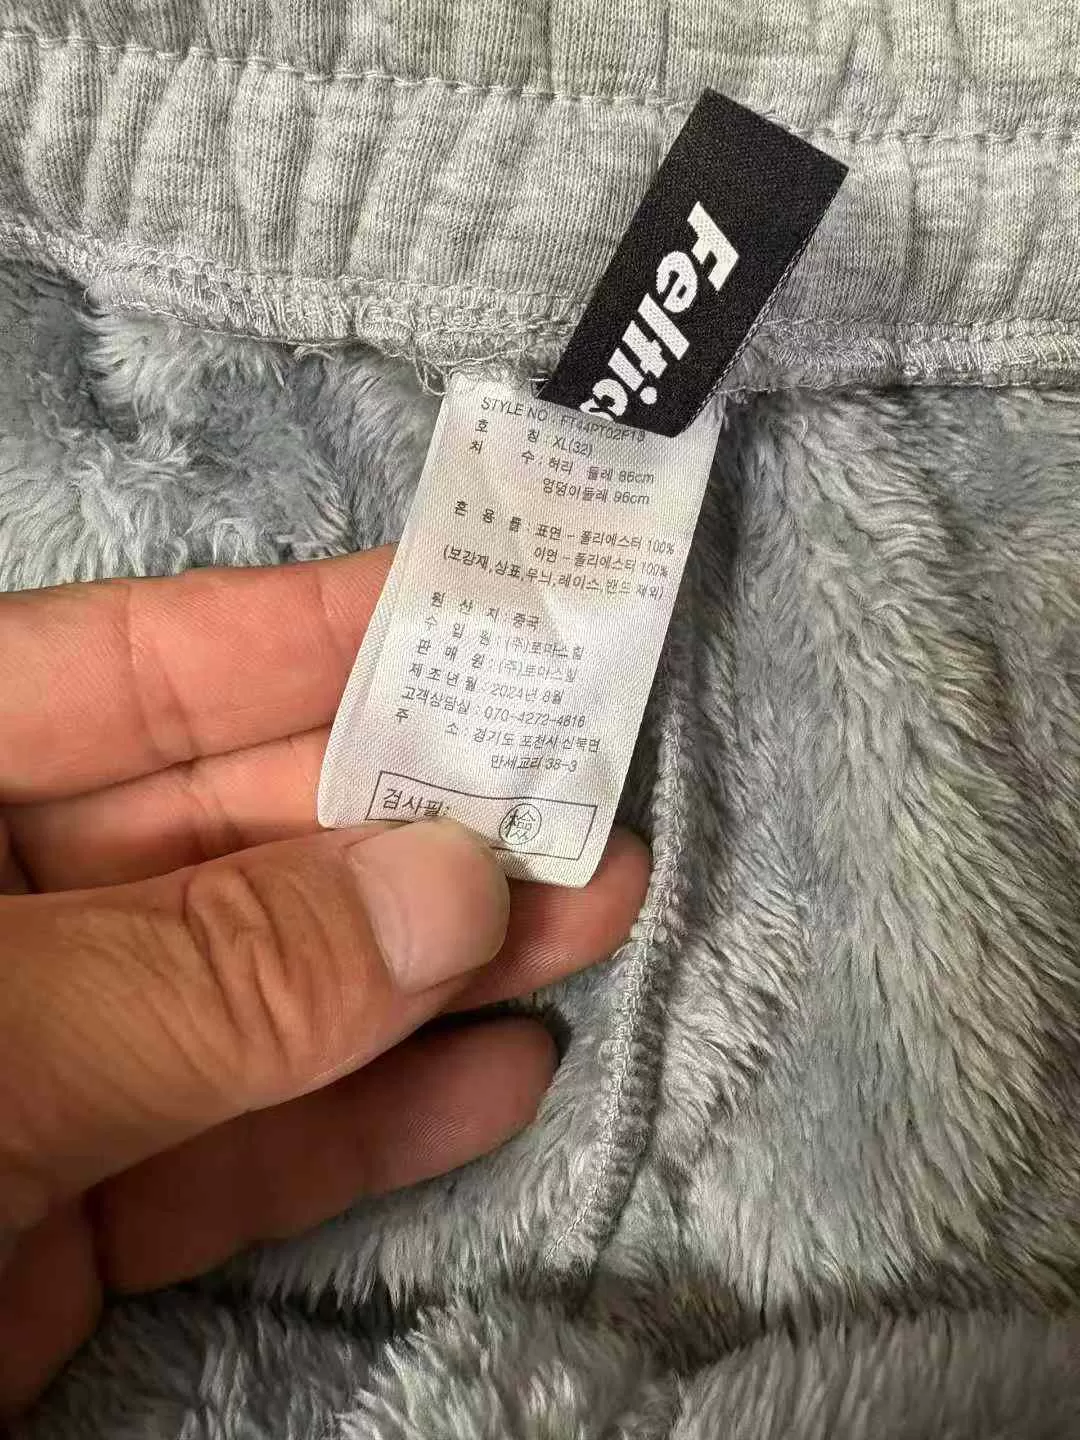 Feltics
STYLE NO : FT44PT02F13
호 칭 : XL(32)
치 수 : 허리 둘레 86cm
엉덩이둘레 96cm
혼 용 률 : 표면 - 폴리에스터 100%
이면 - 폴리에스터 100%
(보강재,상표,무늬,레이스,밴드 제외)
원 산 지 : 중국
수 입 원 : (주)로마스힐
판 매 원 : (주)로마스힐
제조년월 : 2024년 8월
고객상담실 : 070-4272-4816
주 소 : 경기도 포천시 신북면
만세교리 38-3
검사필: 檢